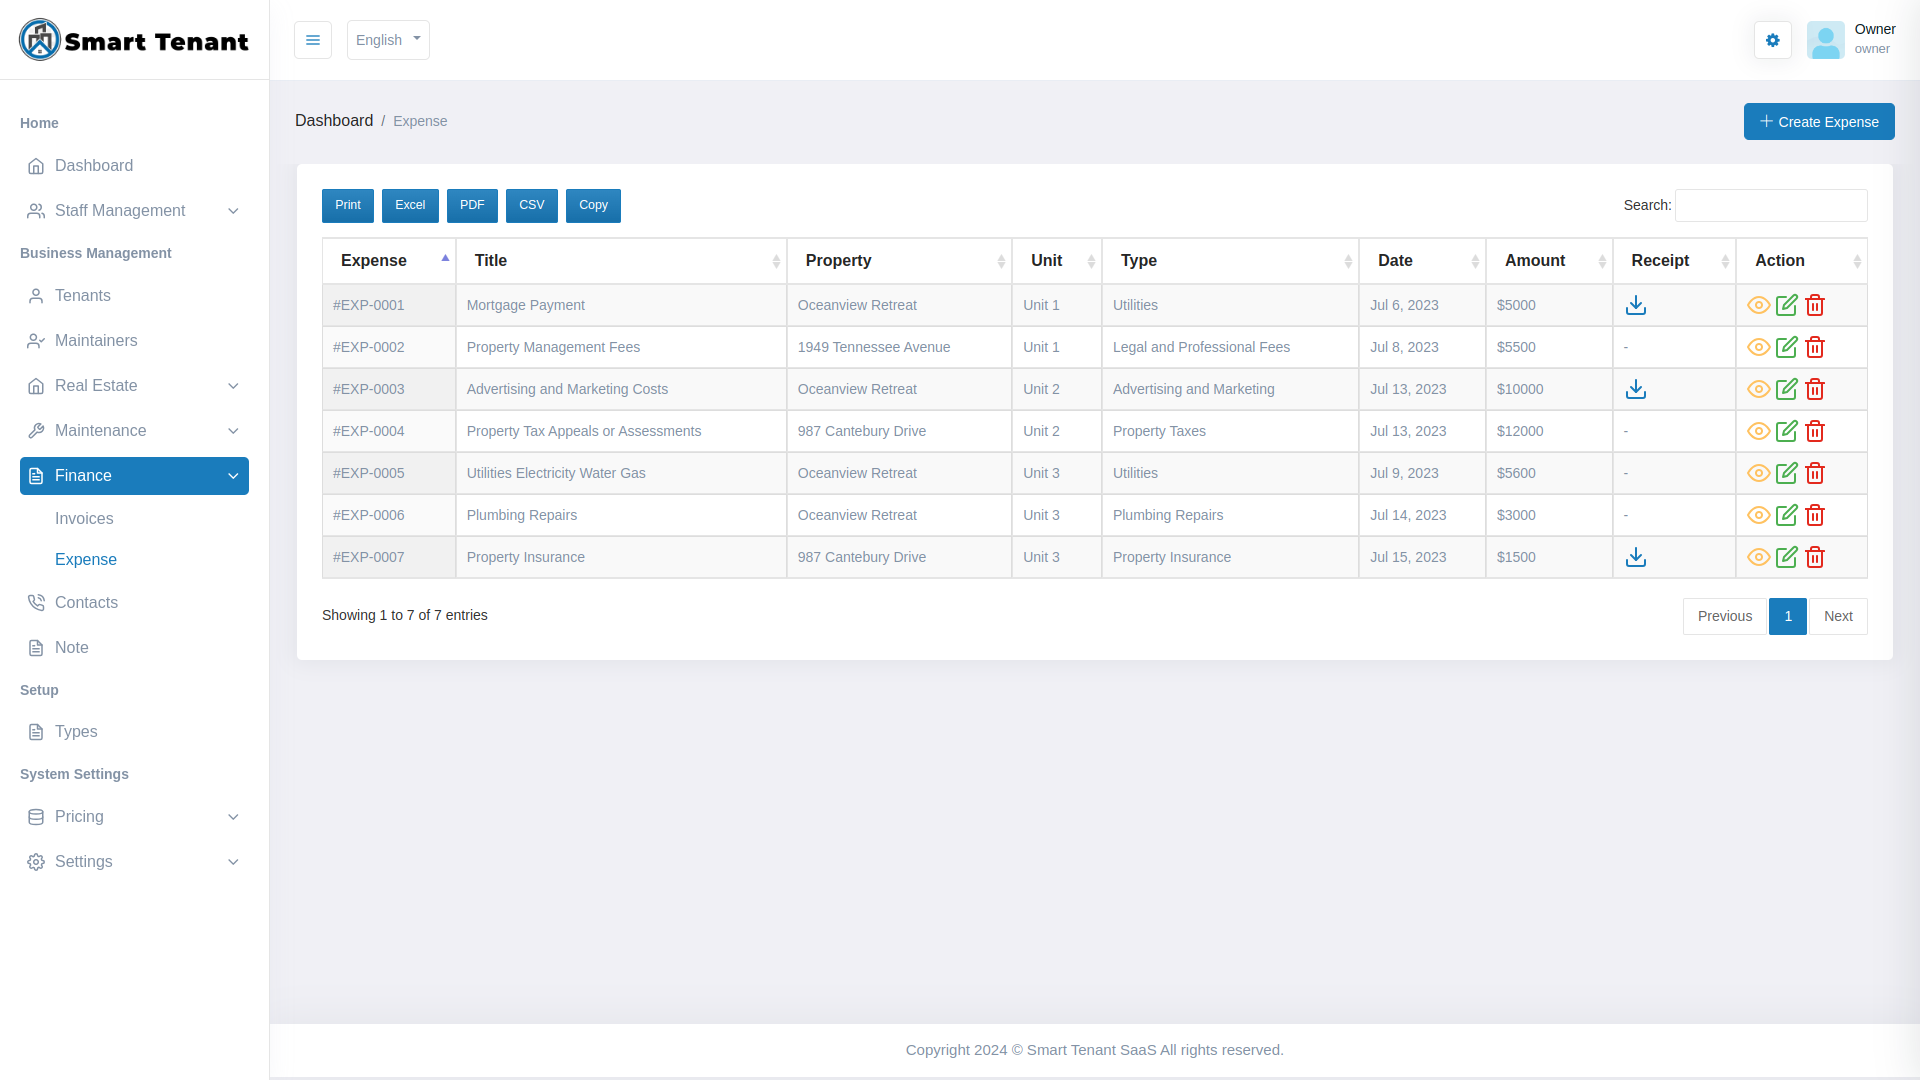 Smart Tenant
English
Owner
owner
Home
Dashboard
Staff Management
Business Management
Tenants
Maintainers
Real Estate
Maintenance
Finance
Invoices
Expense
Contacts
Note
Setup
Types
System Settings
Pricing
Settings
Dashboard / Expense
Create Expense
Print Excel PDF CSV Copy
Search:
Expense Title Property Unit Type Date Amount Receipt Action
#EXP-0001 Mortgage Payment Oceanview Retreat Unit 1 Utilities Jul 6, 2023 $5000
#EXP-0002 Property Management Fees 1949 Tennessee Avenue Unit 1 Legal and Professional Fees Jul 8, 2023 $5500 -
#EXP-0003 Advertising and Marketing Costs Oceanview Retreat Unit 2 Advertising and Marketing Jul 13, 2023 $10000
#EXP-0004 Property Tax Appeals or Assessments 987 Cantebury Drive Unit 2 Property Taxes Jul 13, 2023 $12000 -
#EXP-0005 Utilities Electricity Water Gas Oceanview Retreat Unit 3 Utilities Jul 9, 2023 $5600 -
#EXP-0006 Plumbing Repairs Oceanview Retreat Unit 3 Plumbing Repairs Jul 14, 2023 $3000 -
#EXP-0007 Property Insurance 987 Cantebury Drive Unit 3 Property Insurance Jul 15, 2023 $1500
Showing 1 to 7 of 7 entries
Previous 1 Next
Copyright 2024 © Smart Tenant SaaS All rights reserved.